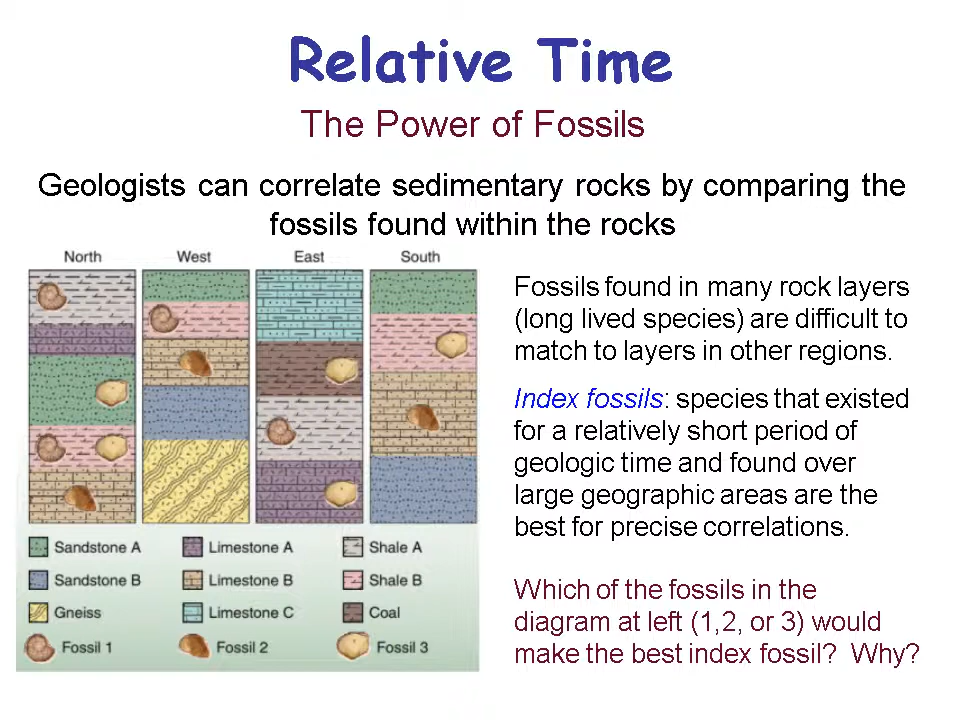 Relative Time
The Power of Fossils
Geologists can correlate sedimentary rocks by comparing the
fossils found within the rocks
North West East South
Fossils found in many rock layers
(long lived species) are difficult to
match to layers in other regions.
Index fossils: species that existed
for a relatively short period of
geologic time and found over
large geographic areas are the
best for precise correlations.
Sandstone A Limestone A Shale A
Sandstone B Limestone B Shale B
Gneiss Limestone C Coal
Fossil 1 Fossil 2 Fossil 3
Which of the fossils in the
diagram at left (1,2, or 3) would
make the best index fossil?  Why?